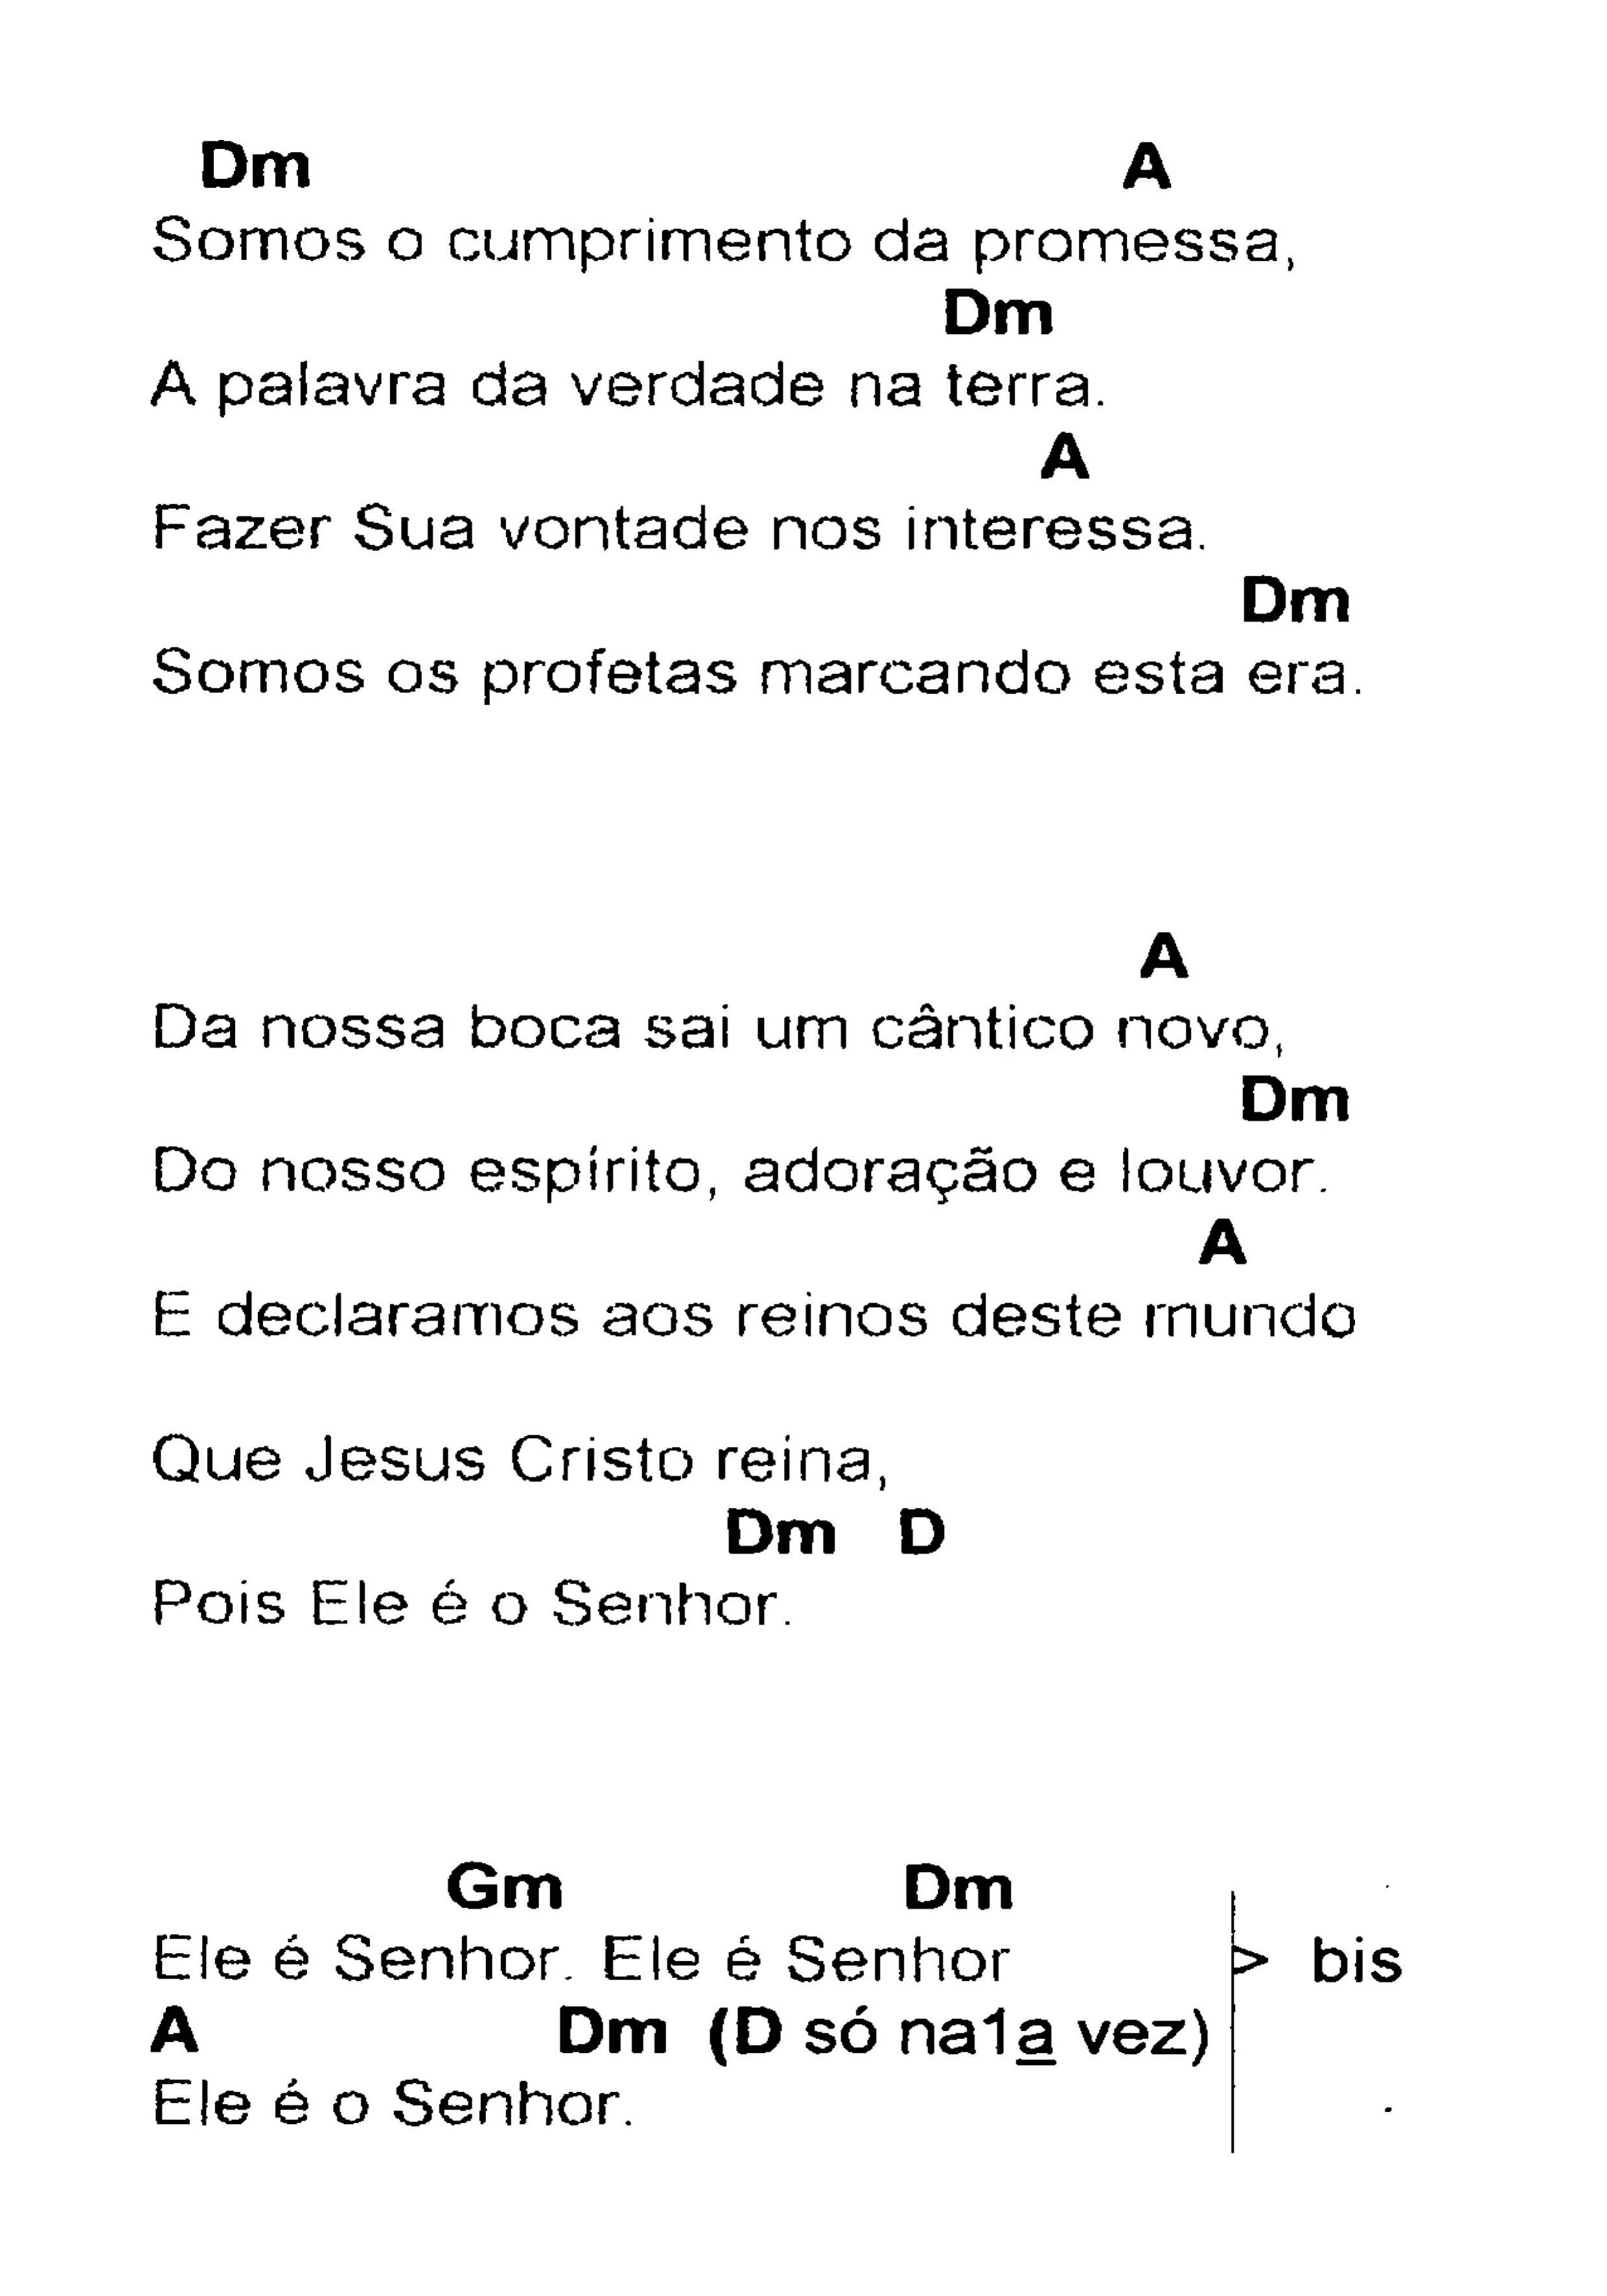 Dm A
Somos o cumprimento da promessa,
Dm
A palavra da verdade na terra.
A
Fazer Sua vontade nos interessa.
Dm
Somos os profetas marcando esta era.
A
Da nossa boca sai um cântico novo,
Dm
Do nosso espírito, adoração e louvor.
A
E declaramos aos reinos deste mundo
Que Jesus Cristo reina,
Dm D
Pois Ele é o Senhor.
Gm Dm
Ele é Senhor. Ele é Senhor > bis
A Dm (D só na1a vez)
Ele é o Senhor.